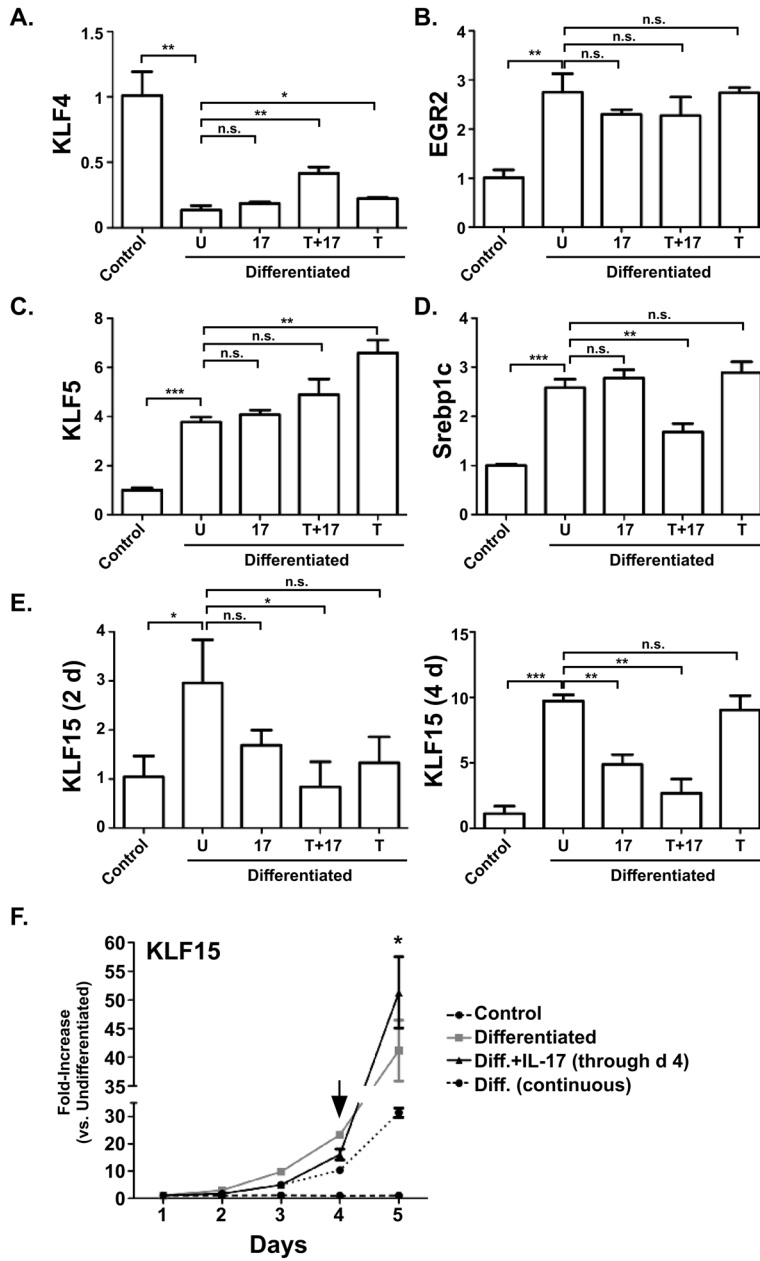 A.
KLF4
1.5
1
0.5
0
**
*
**
n.s.
Control
U
17
T+17
T
Differentiated
B.
EGR2
4
3
2
1
0
n.s.
n.s.
**
n.s.
Control
U
17
T+17
T
Differentiated
C.
KLF5
8
6
4
2
0
**
n.s.
n.s.
***
Control
U
17
T+17
T
Differentiated
D.
Srebp1c
4
3
2
1
0
n.s.
**
n.s.
***
Control
U
17
T+17
T
Differentiated
E.
KLF15 (2 d)
4
3
2
1
0
n.s.
*
* n.s.
Control
U
17
T+17
T
Differentiated
KLF15 (4 d)
15
10
5
0
n.s.
**
*** **
Control
U
17
T+17
T
Differentiated
F.
KLF15
Fold-Increase
(vs. Undifferentiated)
60
55
50
45
40
35
30
20
10
0
*
1 2 3 4 5
Days
Control
Differentiated
Diff.+IL-17 (through d 4)
Diff. (continuous)